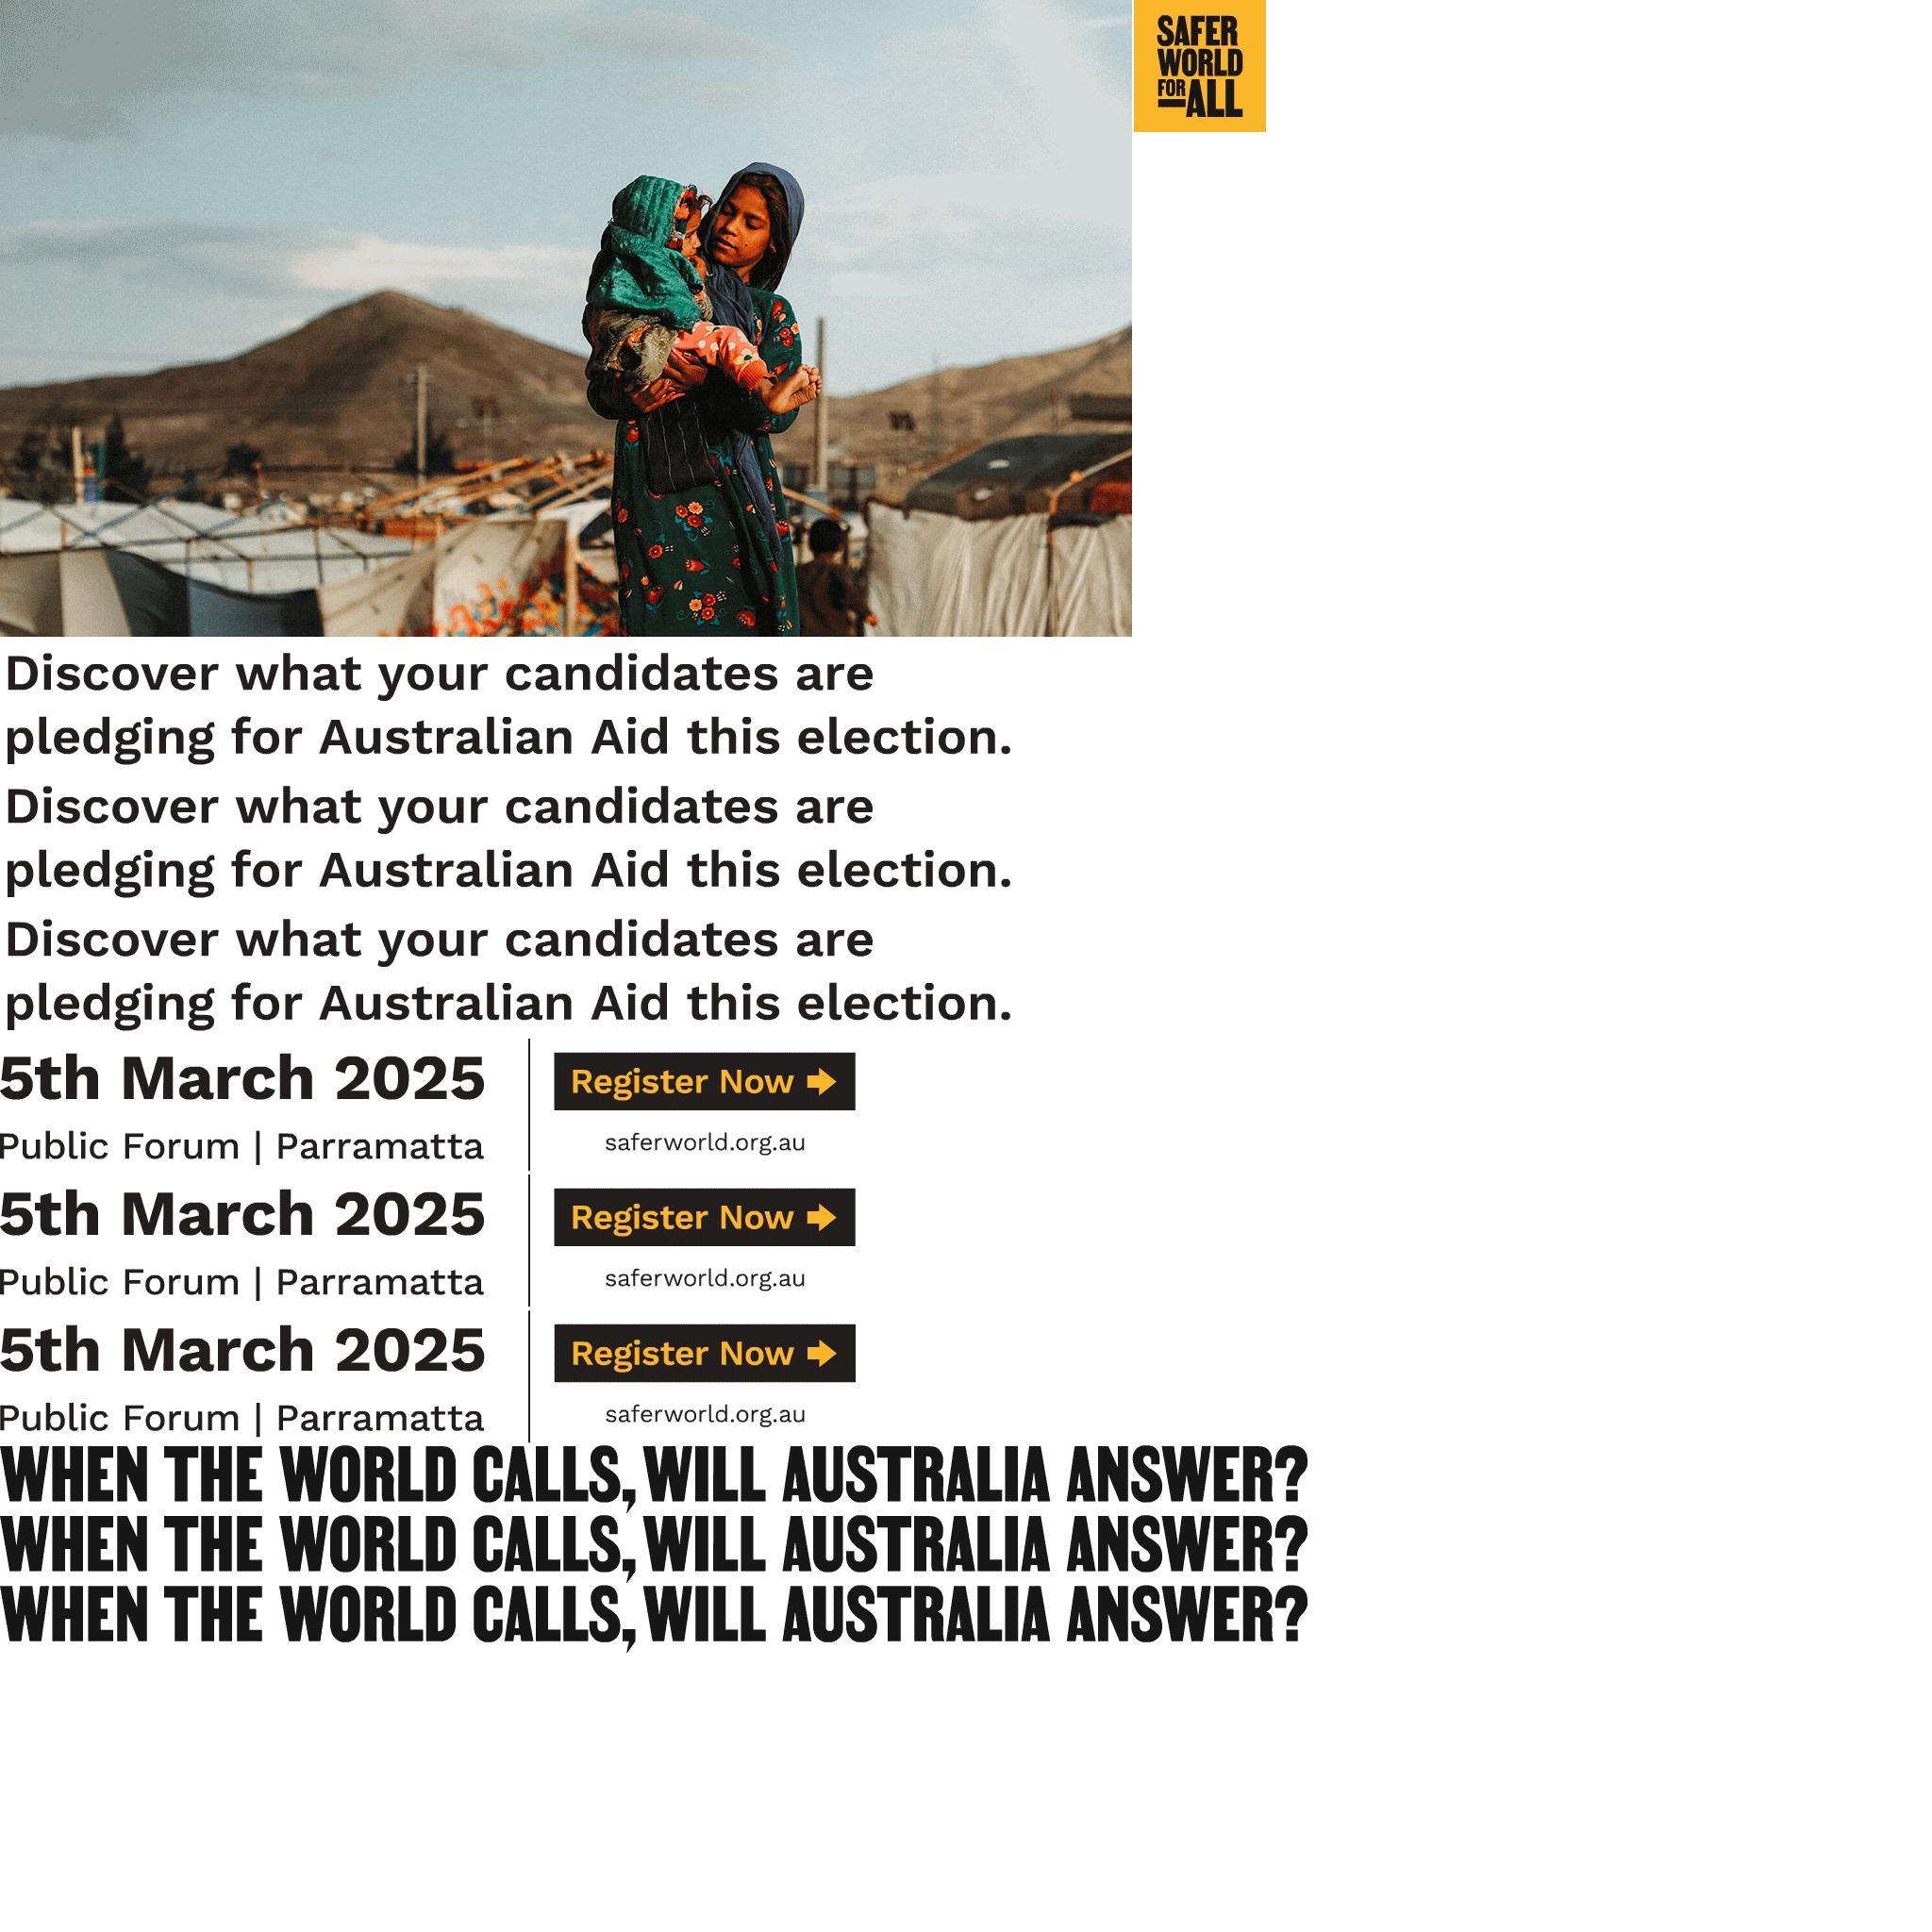 SAFER
WORLD
FOR ALL
Discover what your candidates are
pledging for Australian Aid this election.
Discover what your candidates are
pledging for Australian Aid this election.
Discover what your candidates are
pledging for Australian Aid this election.
5th March 2025
Public Forum | Parramatta
Register Now
saferworld.org.au
5th March 2025
Public Forum | Parramatta
Register Now
saferworld.org.au
5th March 2025
Public Forum | Parramatta
Register Now
saferworld.org.au
WHEN THE WORLD CALLS, WILL AUSTRALIA ANSWER?
WHEN THE WORLD CALLS, WILL AUSTRALIA ANSWER?
WHEN THE WORLD CALLS, WILL AUSTRALIA ANSWER?